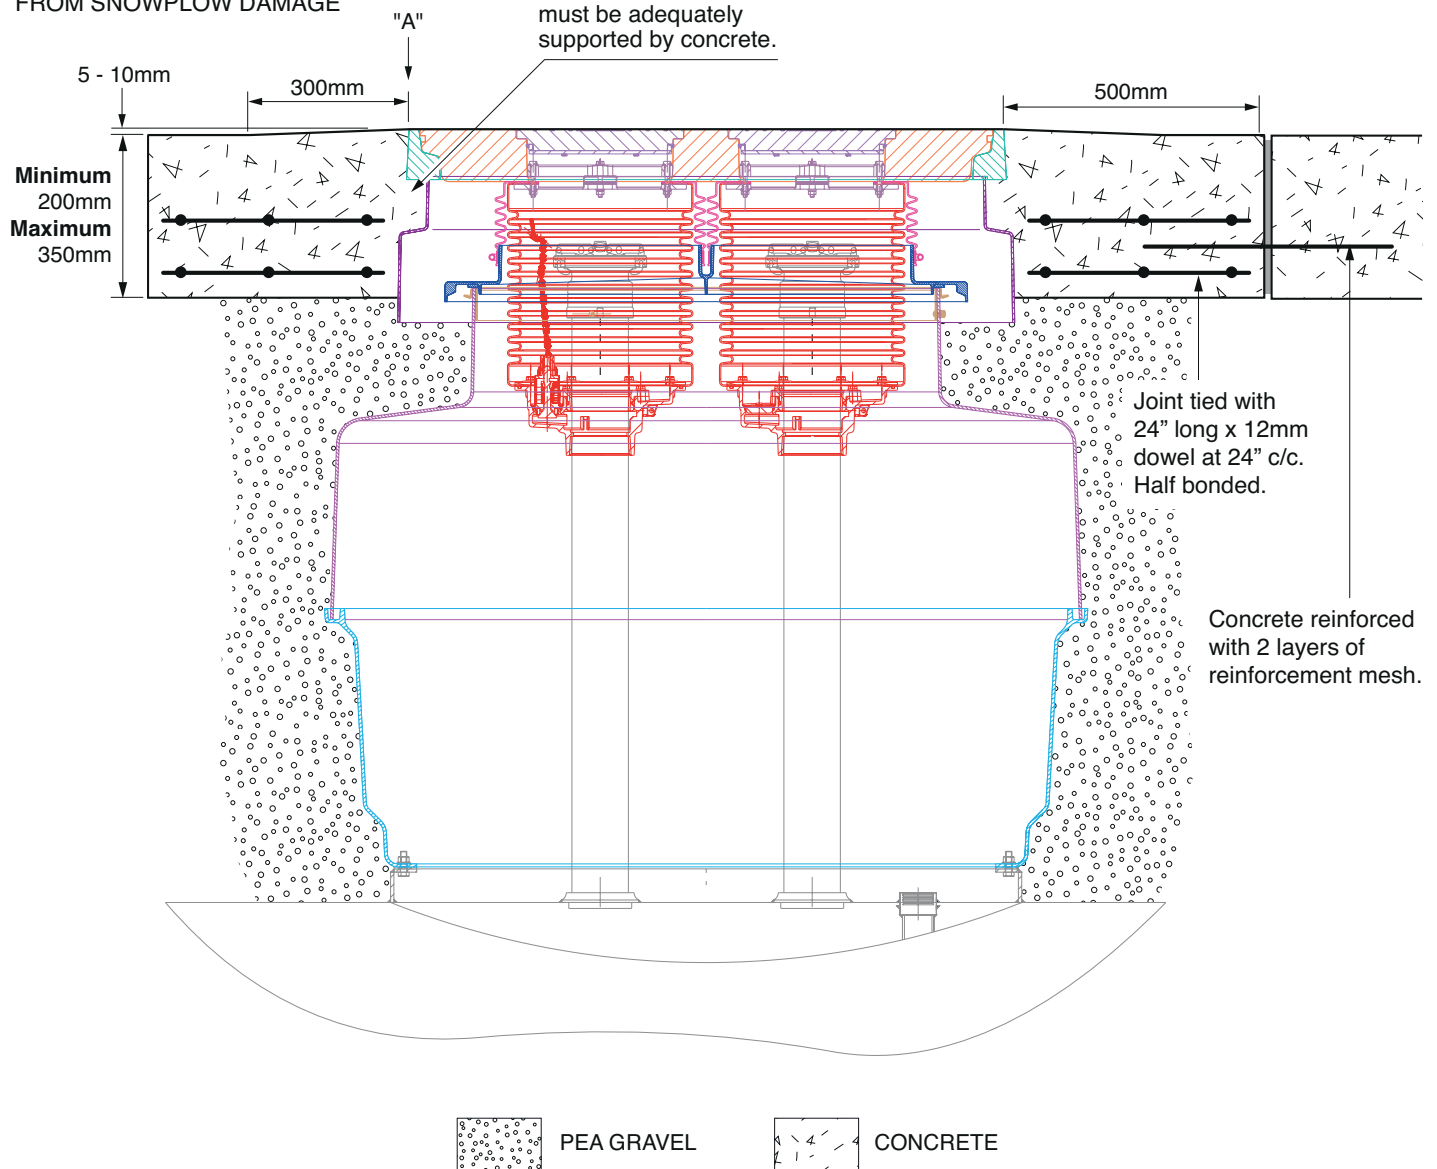 FROM SNOWPLOW DAMAGE
"A"
must be adequately
supported by concrete.
5 - 10mm
300mm
500mm
Minimum
200mm
Maximum
350mm
Joint tied with
24” long x 12mm
dowel at 24” c/c.
Half bonded.
Concrete reinforced
with 2 layers of
reinforcement mesh.
PEA GRAVEL
CONCRETE